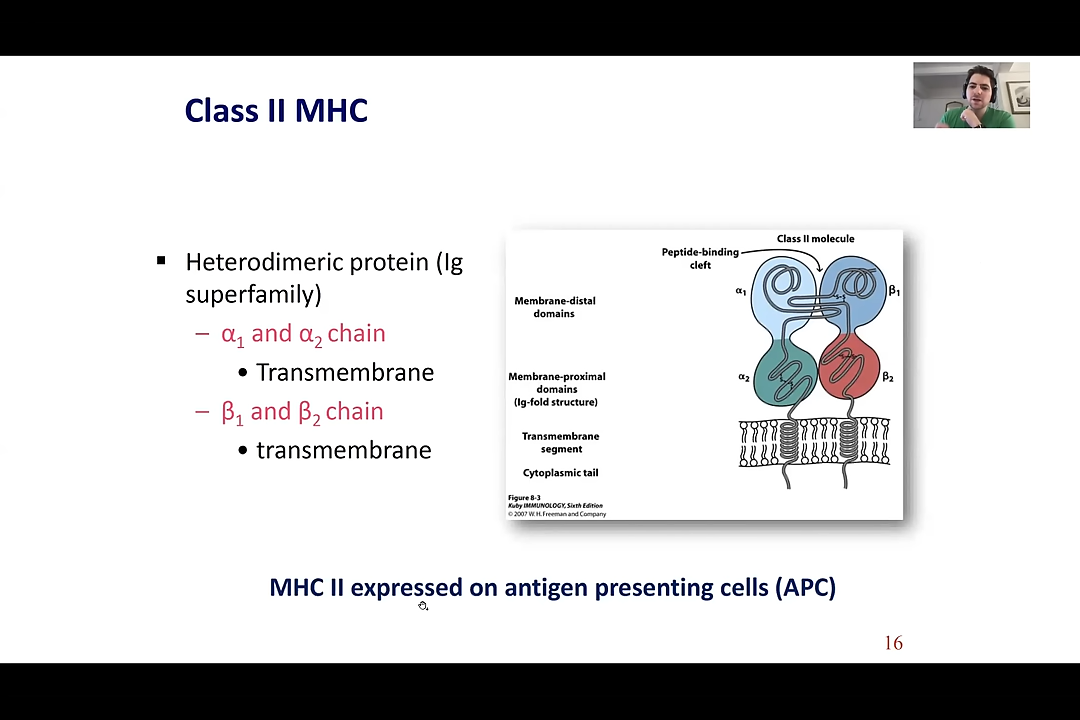 Class II MHC
▪ Heterodimeric protein (Ig
superfamily)
– α₁ and α₂ chain
• Transmembrane
– β₁ and β₂ chain
• transmembrane
Class II molecule
Peptide-binding
cleft
α₁
β₁
S-S
Membrane-distal
domains
Membrane-proximal
domains
(Ig-fold structure)
α₂
β₂
Transmembrane
segment
Cytoplasmic tail
Figure 8-3
Kuby IMMUNOLOGY, Sixth Edition
© 2007 W. H. Freeman and Company
MHC II expressed on antigen presenting cells (APC)
16